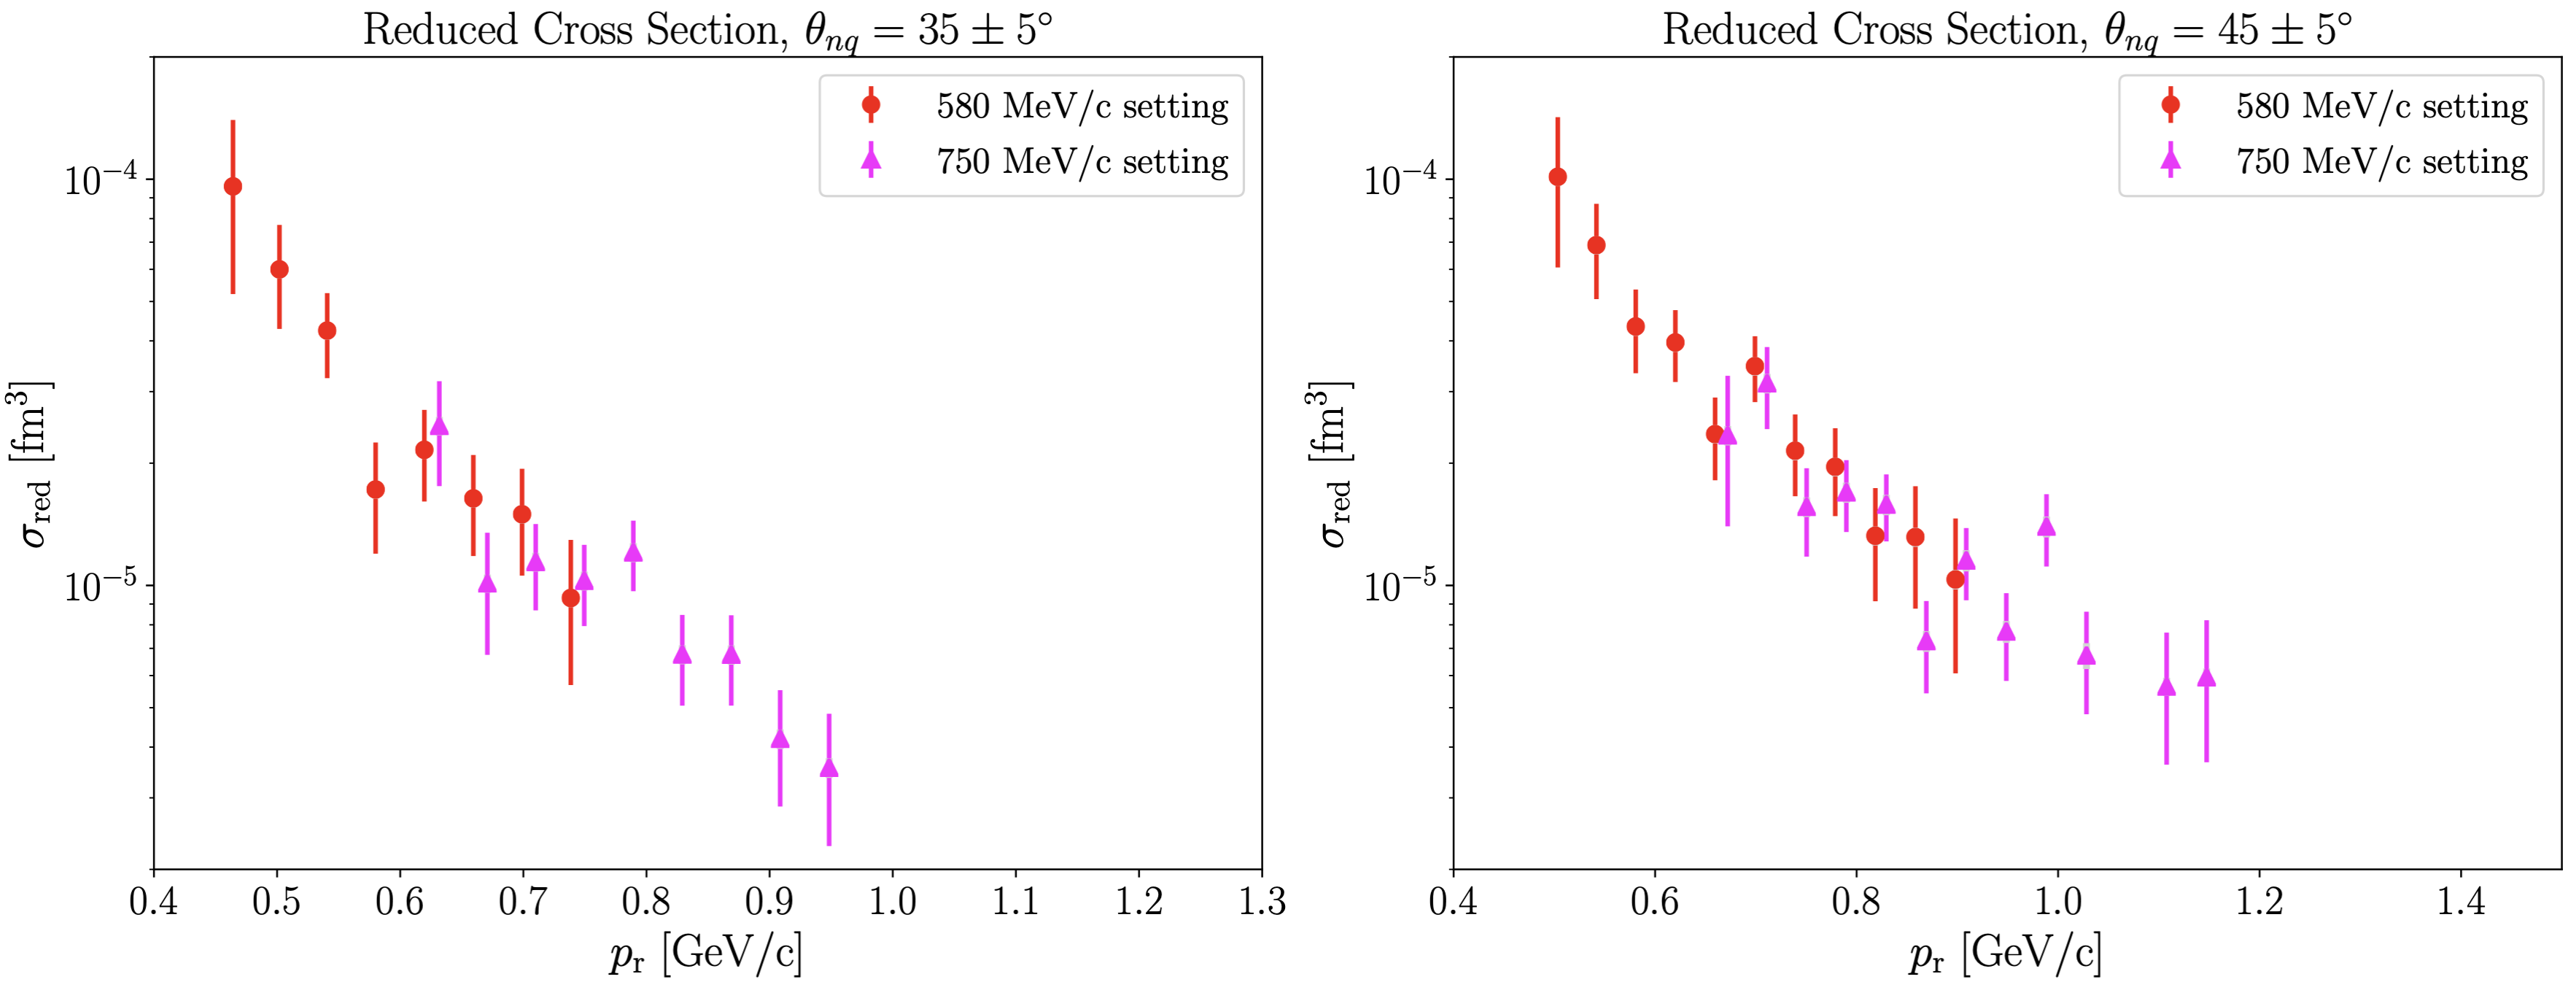 Reduced Cross Section, θnq = 35 ± 5°
580 MeV/c setting
750 MeV/c setting
10−4
10−5
σred [fm3]
0.4 0.5 0.6 0.7 0.8 0.9 1.0 1.1 1.2 1.3
pr [GeV/c]
Reduced Cross Section, θnq = 45 ± 5°
580 MeV/c setting
750 MeV/c setting
10−4
10−5
σred [fm3]
0.4 0.6 0.8 1.0 1.2 1.4
pr [GeV/c]